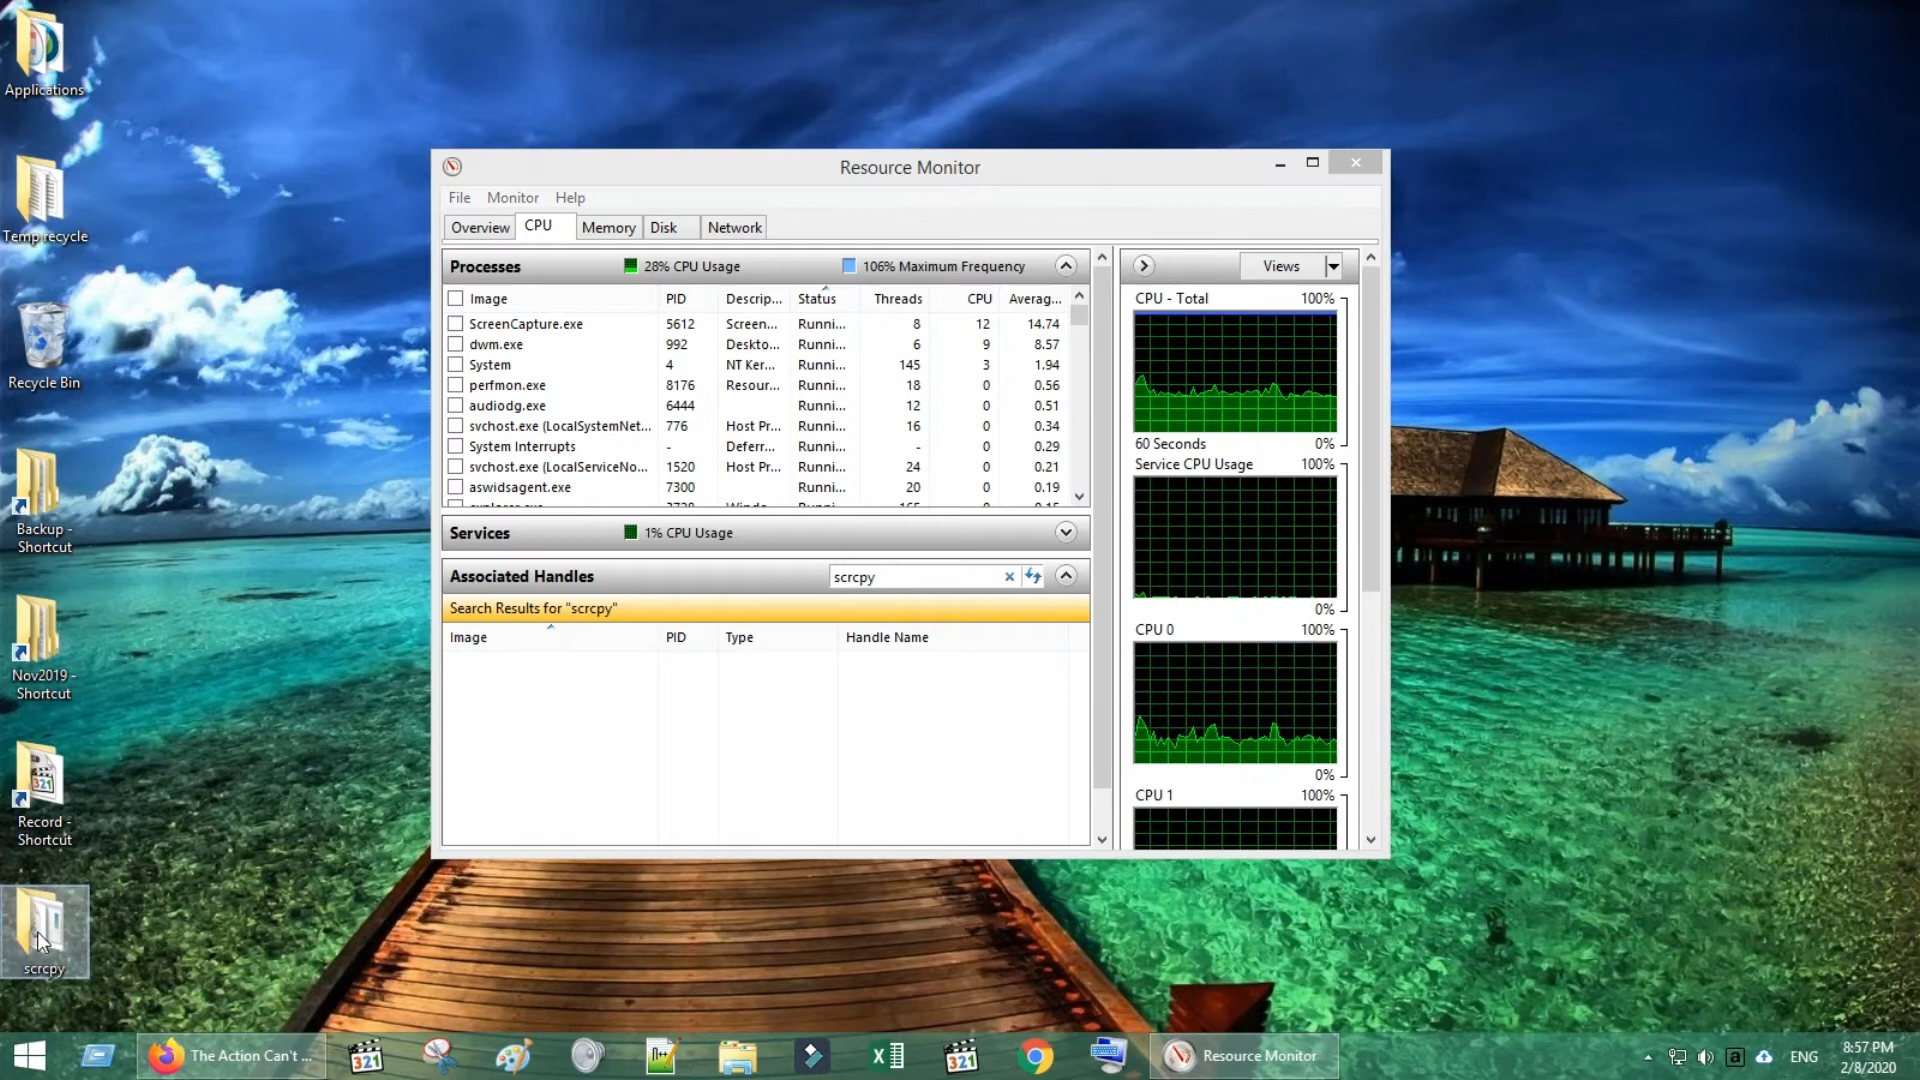 Applications
Temp recycle
Recycle Bin
Backup -
Shortcut
Nov2019 -
Shortcut
Record -
Shortcut
scrcpy
Resource Monitor
File Monitor Help
Overview CPU Memory Disk Network
Processes 28% CPU Usage 106% Maximum Frequency
Image PID Descrip... Status Threads CPU Averag...
ScreenCapture.exe 5612 Screen... Runni... 8 12 14.74
dwm.exe 992 Deskto... Runni... 6 9 8.57
System 4 NT Ker... Runni... 145 3 1.94
perfmon.exe 8176 Resour... Runni... 18 0 0.56
audiodg.exe 6444 Runni... 12 0 0.51
svchost.exe (LocalSystemNet... 776 Host Pr... Runni... 16 0 0.34
System Interrupts - Deferr... Runni... - 0 0.29
svchost.exe (LocalServiceNo... 1520 Host Pr... Runni... 24 0 0.21
aswidsagent.exe 7300 Runni... 20 0 0.19
Services 1% CPU Usage
Associated Handles scrcpy
Search Results for "scrcpy"
Image PID Type Handle Name
Views
CPU - Total 100%
60 Seconds 0%
Service CPU Usage 100%
0%
CPU 0 100%
0%
CPU 1 100%
The Action Can't ...
321
n++
321
Resource Monitor
a
ENG
8:57 PM
2/8/2020